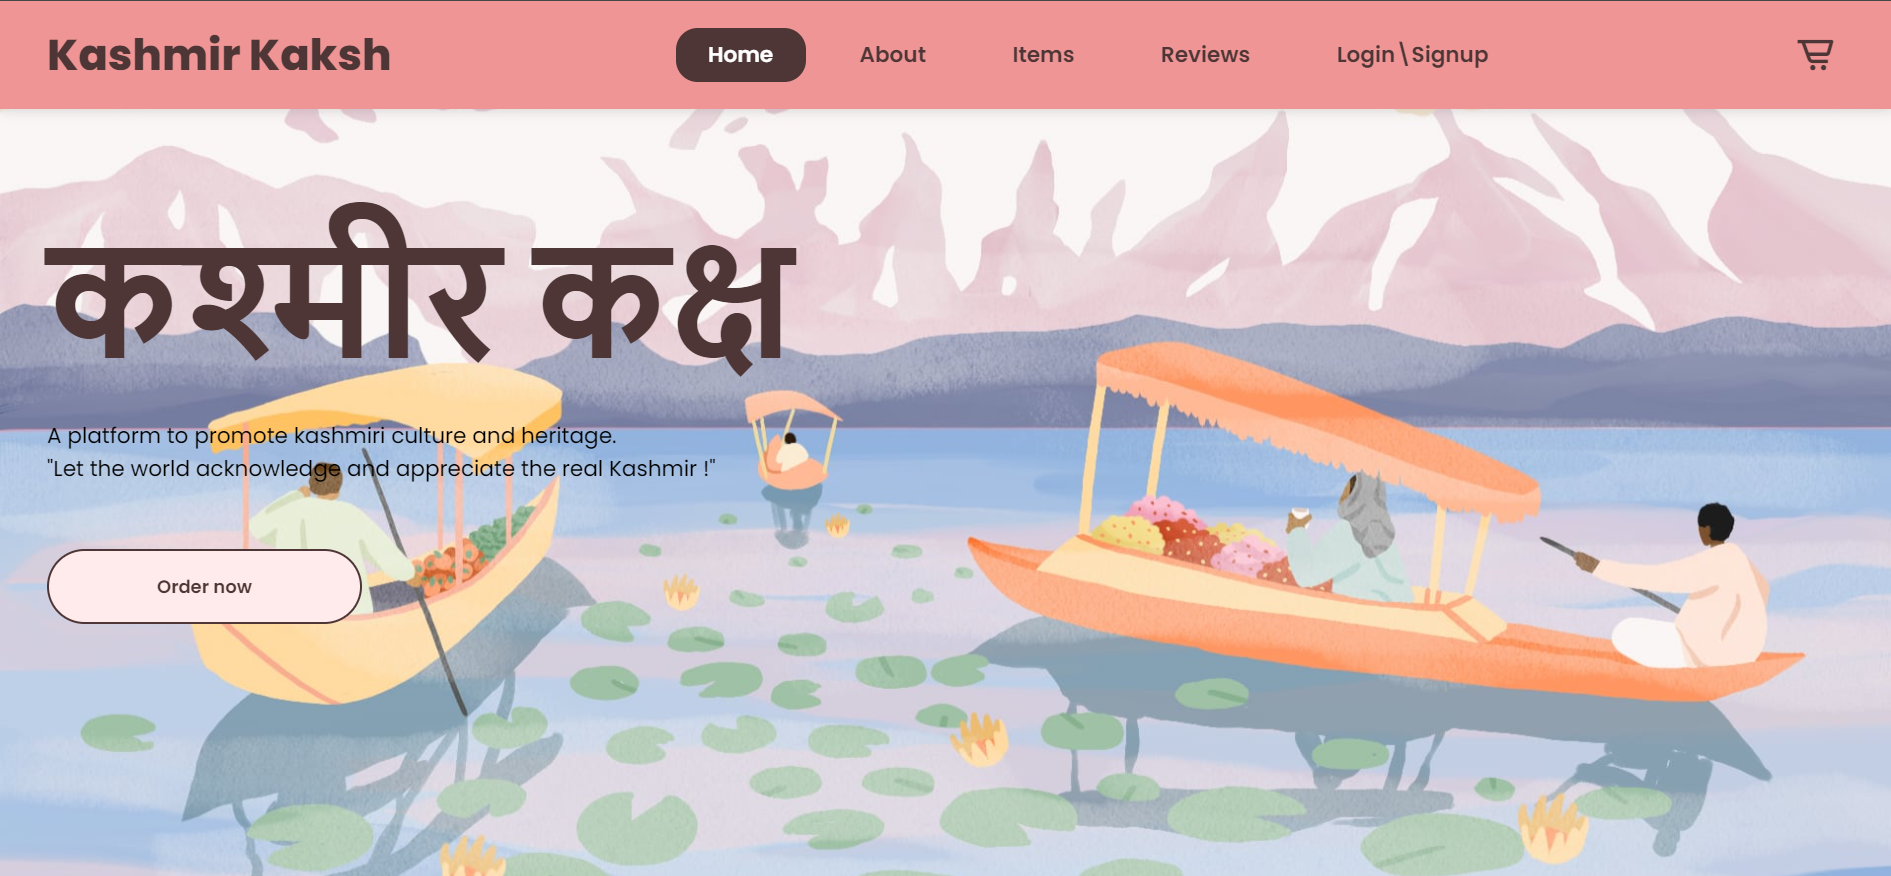 Kashmir Kaksh
Home
About
Items
Reviews
Login\Signup
कश्मीर कक्ष
A platform to promote kashmiri culture and heritage.
"Let the world acknowledge and appreciate the real Kashmir !"
Order now